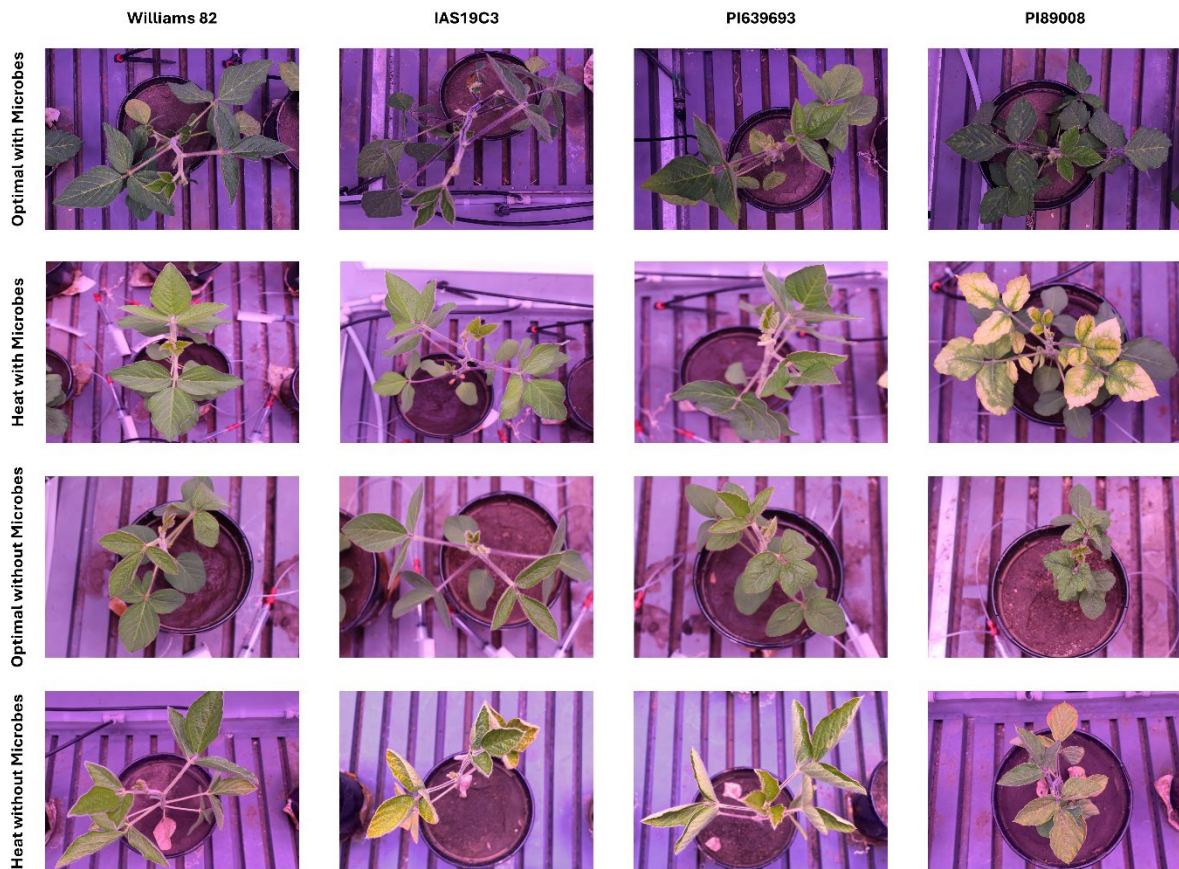 Williams 82
IAS19C3
PI639693
PI89008
Optimal with Microbes
Heat with Microbes
Optimal without Microbes
Heat without Microbes